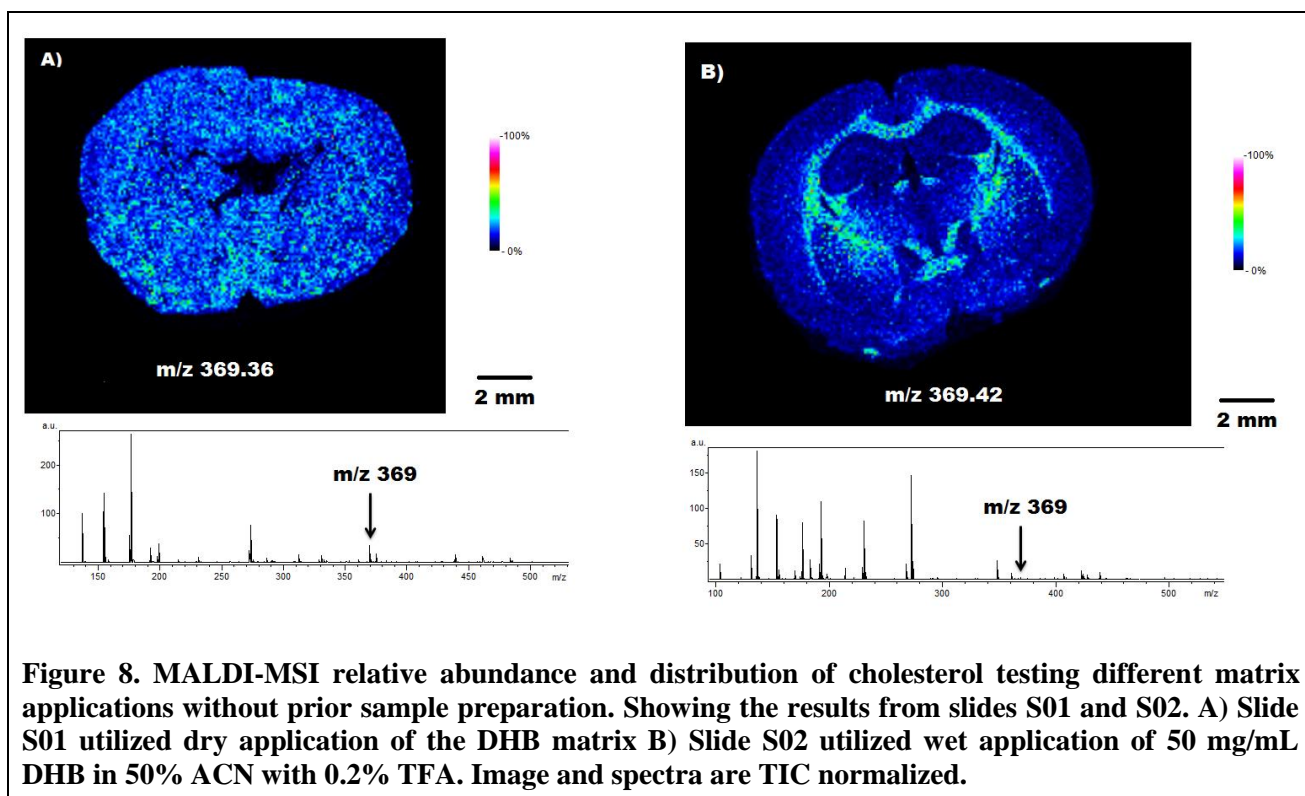 A)
-100%
- 0%
m/z 369.36
2 mm
a.u.
200
100
m/z 369
150 200 250 300 350 400 450 500 m/z
B)
-100%
- 0%
m/z 369.42
2 mm
a.u.
150
100
50
m/z 369
100 200 300 400 500 m/z
Figure 8. MALDI-MSI relative abundance and distribution of cholesterol testing different matrix
applications without prior sample preparation. Showing the results from slides S01 and S02. A) Slide
S01 utilized dry application of the DHB matrix B) Slide S02 utilized wet application of 50 mg/mL
DHB in 50% ACN with 0.2% TFA. Image and spectra are TIC normalized.